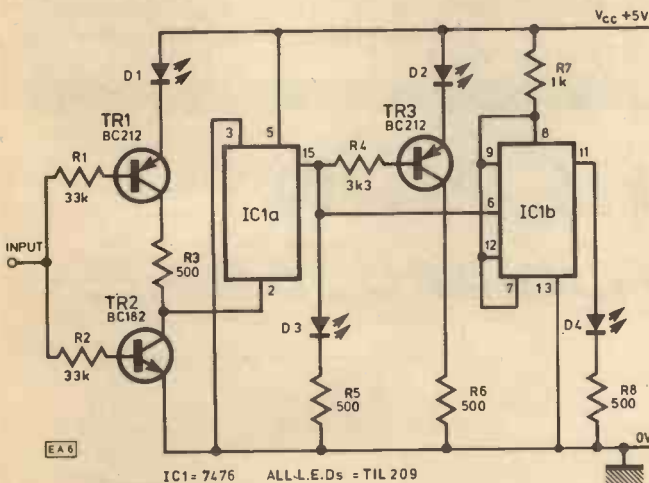 VCC +5V
D1
D2
R7
1k
TR1
BC212
TR3
BC212
3
5
15
R4
3k3
8
9
11
R1
33k
IC1a
6
IC1b
INPUT
R3
500
12
7
13
2
TR2
BC182
D3
D4
R2
33k
R5
500
R6
500
R8
500
EA6
0V
IC1= 7476 ALL-L.E.Ds = TIL209